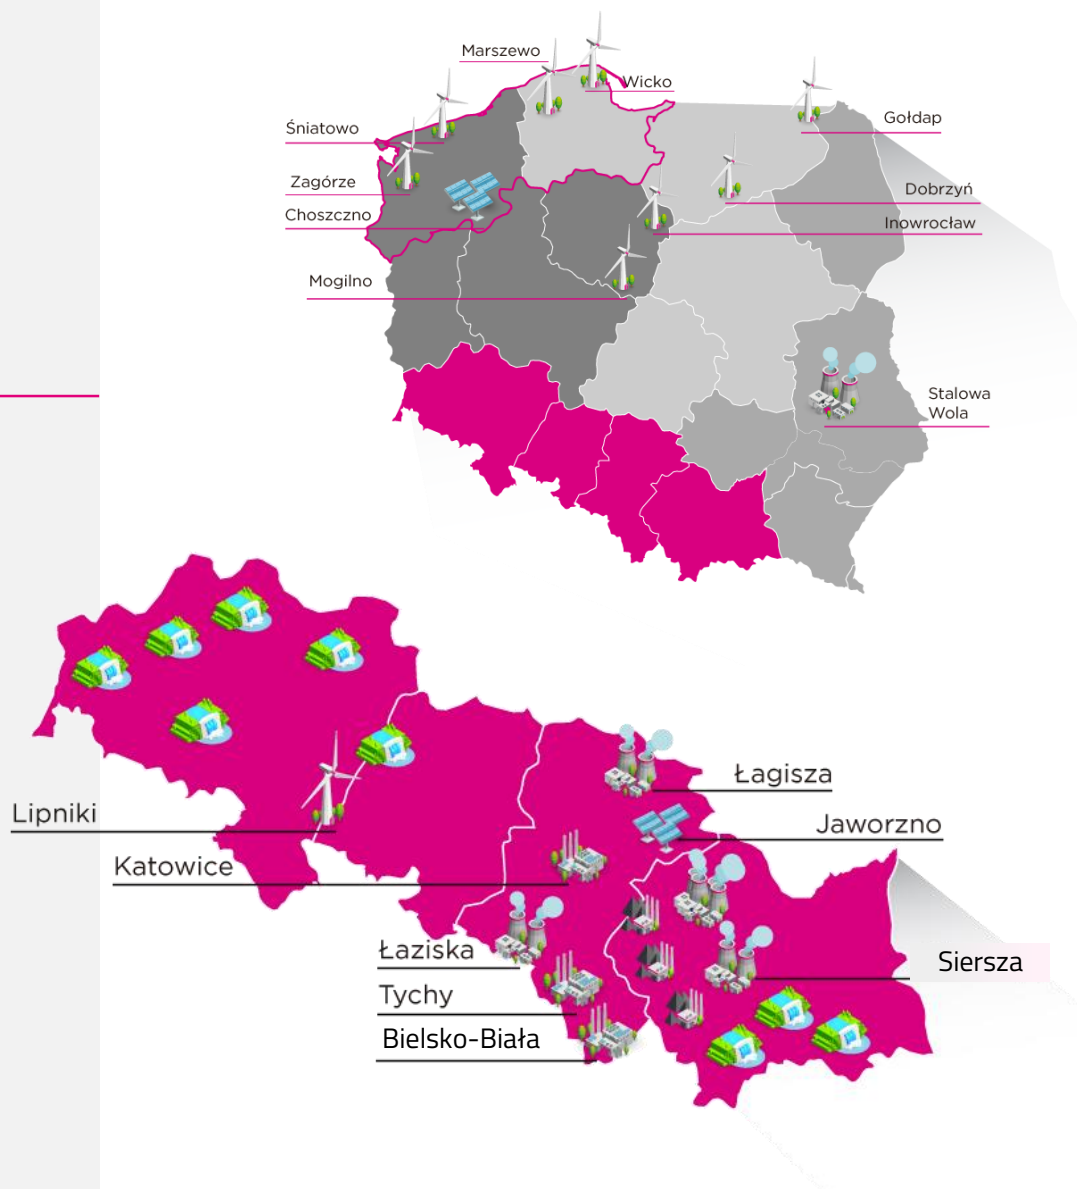 Marszewo
Wicko
Gołdap
Śniatowo
Zagórze
Dobrzyń
Choszczno
Inowrocław
Mogilno
Stalowa
Wola
Łagisza
Lipniki
Jaworzno
Katowice
Łaziska
Siersza
Tychy
Bielsko-Biała